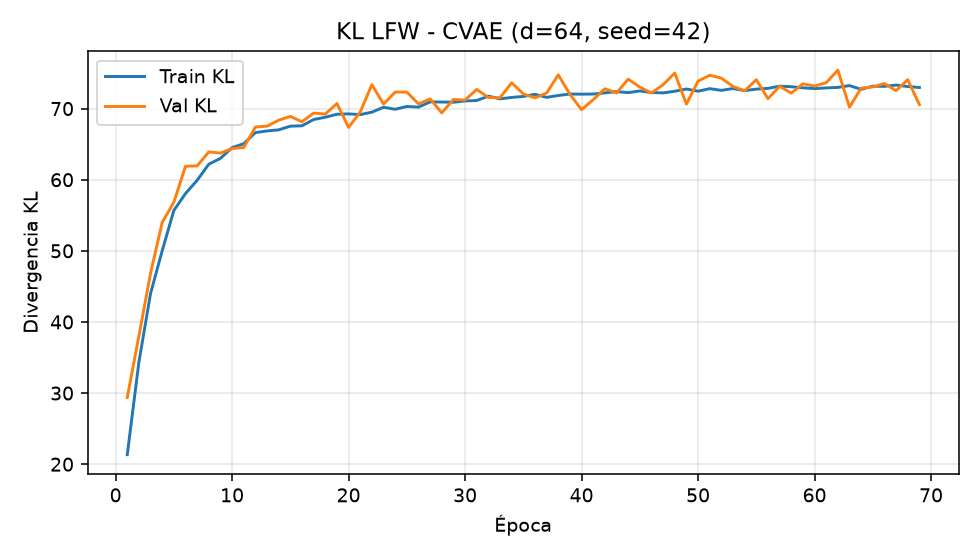 KL LFW - CVAE (d=64, seed=42)
Train KL
Val KL
Divergencia KL
70
60
50
40
30
20
0 10 20 30 40 50 60 70
Época